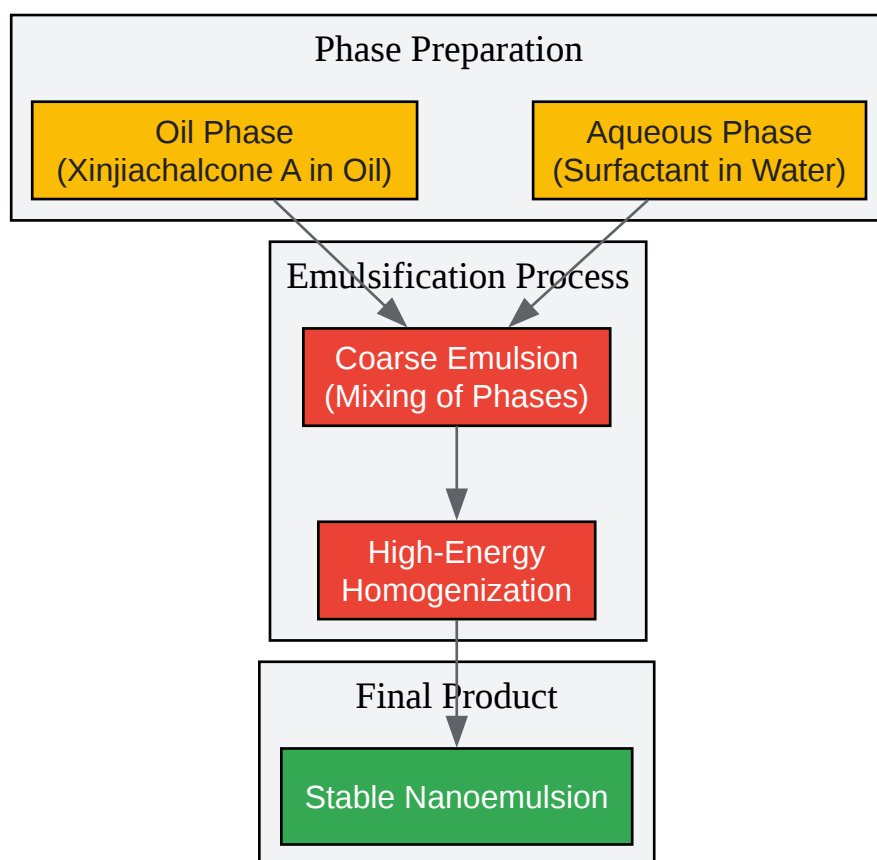 Phase Preparation
Oil Phase
(Xinjiachalcone A in Oil)
Aqueous Phase
(Surfactant in Water)
Emulsification Process
Coarse Emulsion
(Mixing of Phases)
High-Energy
Homogenization
Final Product
Stable Nanoemulsion